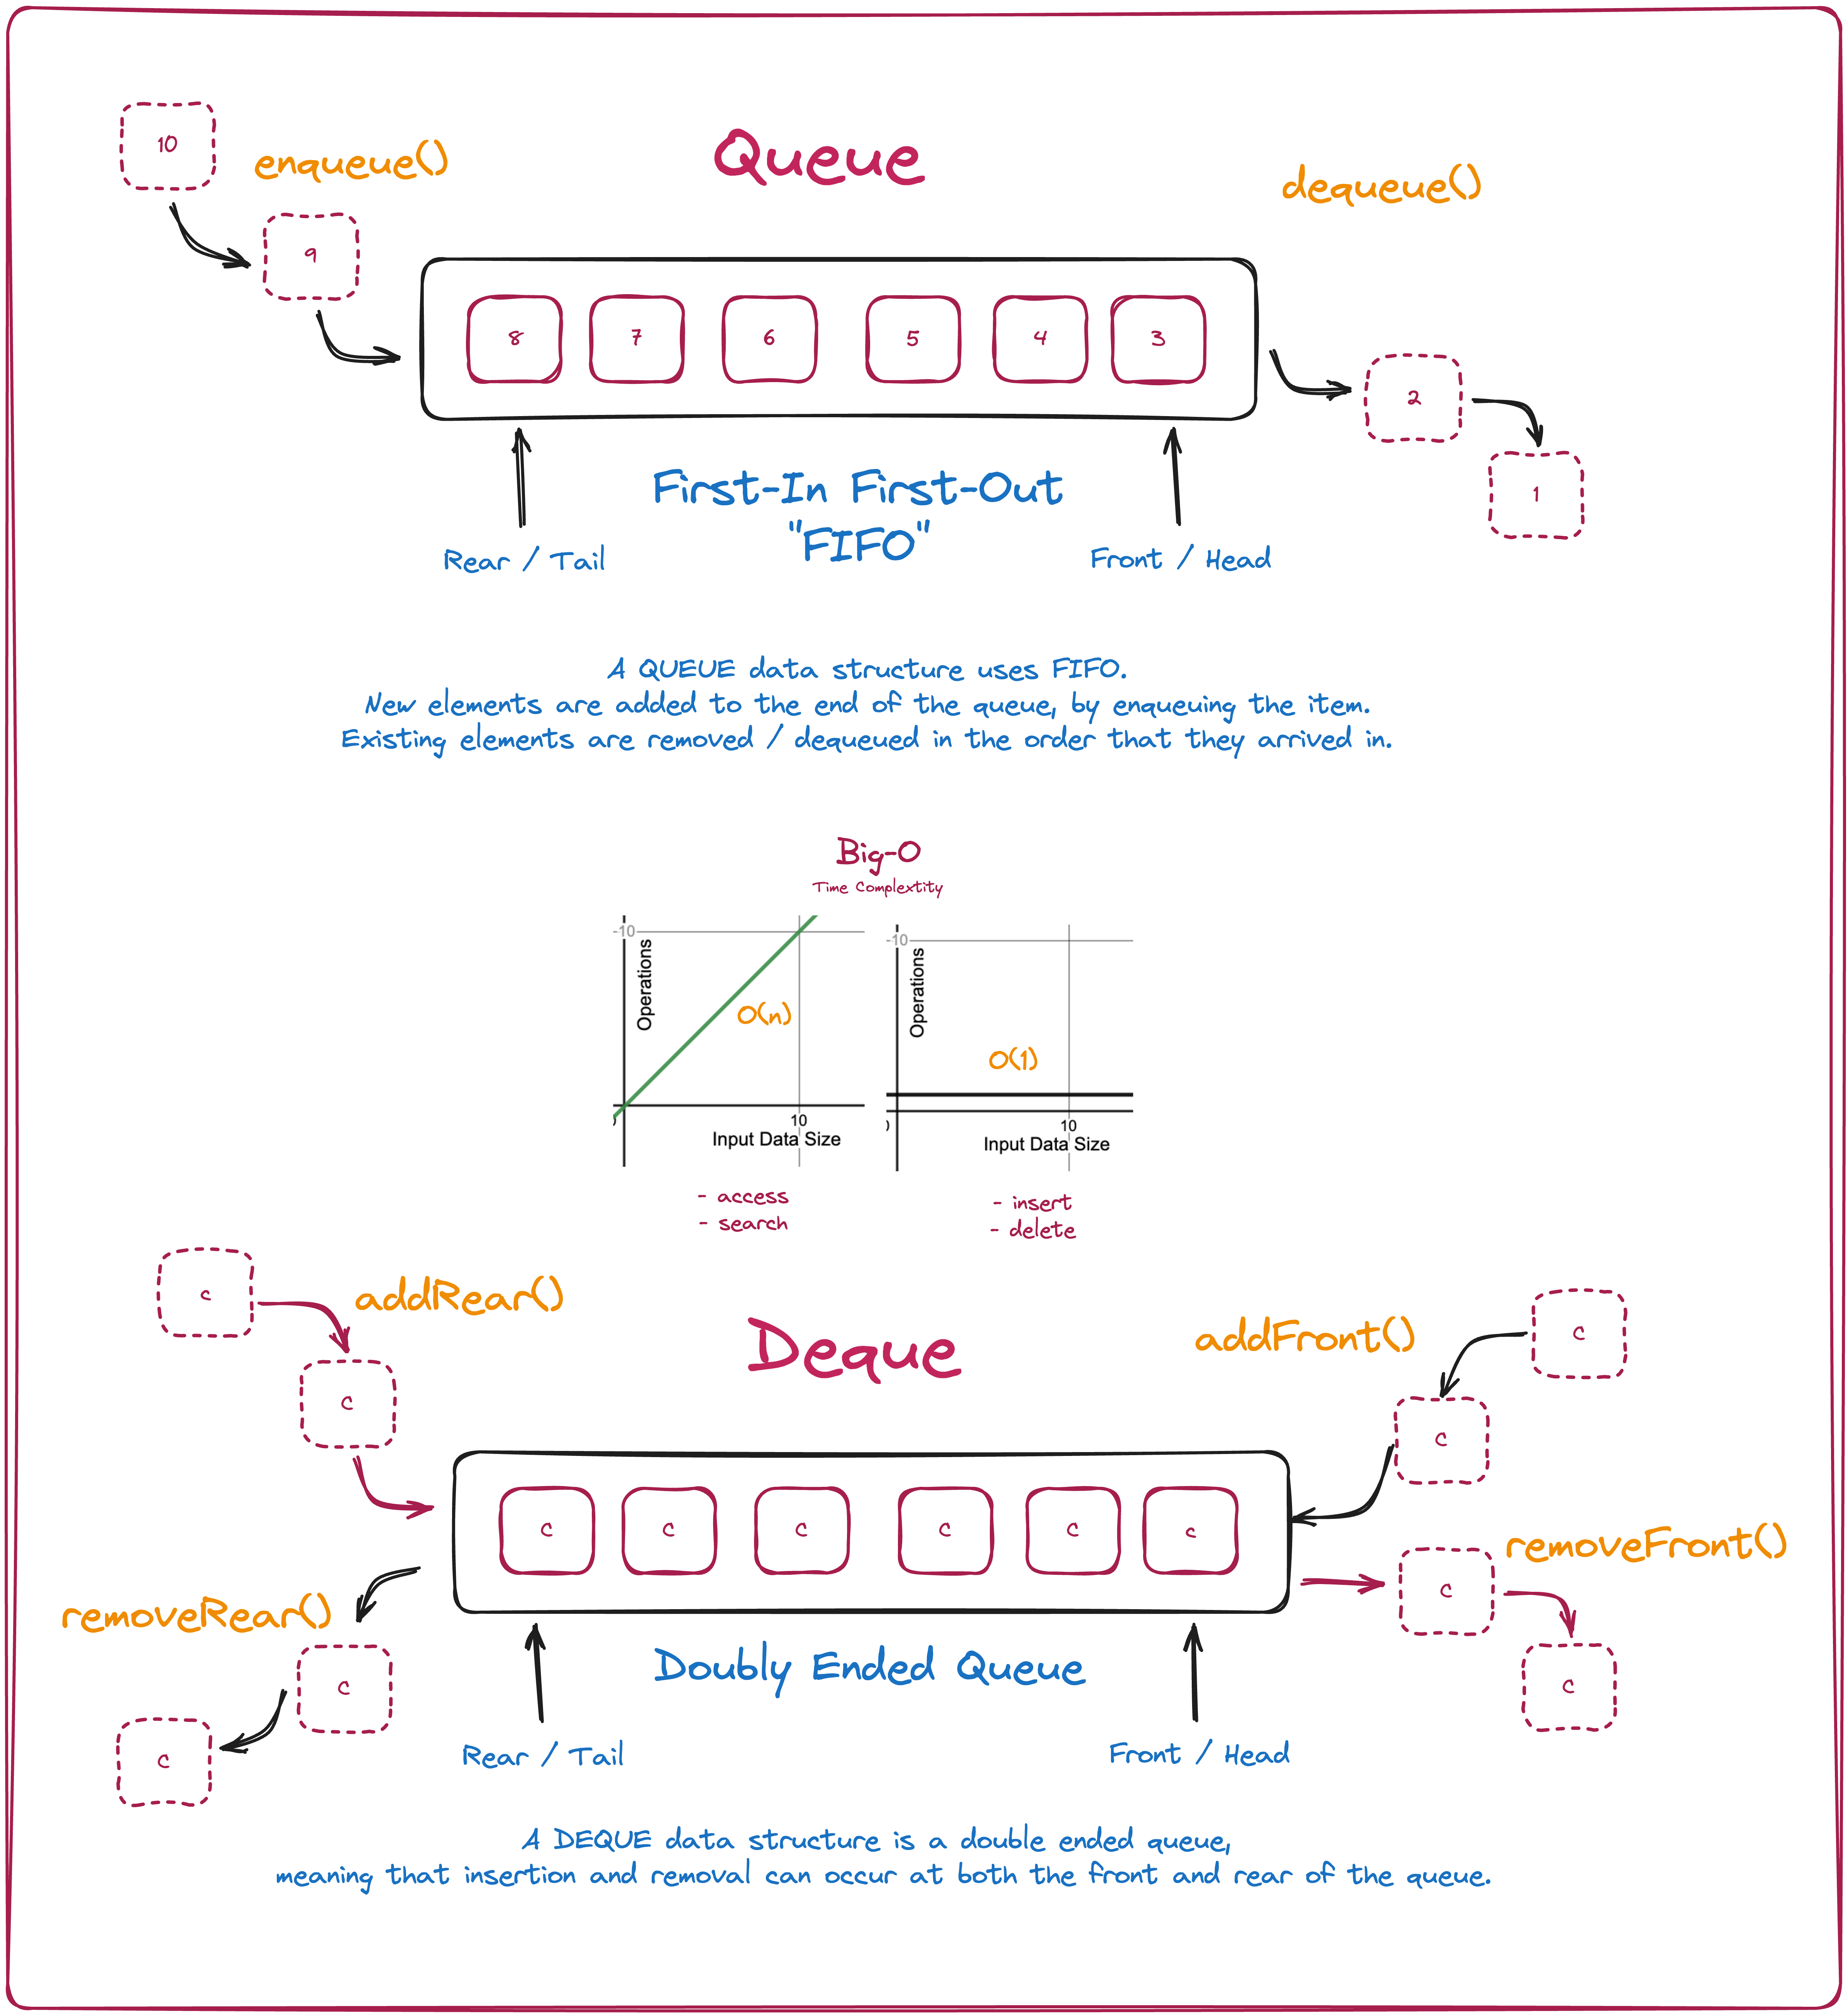 10
enqueue()
Queue
dequeue()
9
8 7 6 5 4 3
2
1
First-In First-Out
"FIFO"
Rear / Tail
Front / Head
A QUEUE data structure uses FIFO.
New elements are added to the end of the queue, by enqueuing the item.
Existing elements are removed / dequeued in the order that they arrived in.
Big-O
Time Complextity
-10
Operations
O(n)
10
Input Data Size
- access
- search
-10
Operations
O(1)
10
Input Data Size
- insert
- delete
c
addRear()
c
Deque
addFront()
c
c
c c c c c c
removeFront()
c
c
removeRear()
c
c
Doubly Ended Queue
Rear / Tail
Front / Head
A DEQUE data structure is a double ended queue,
meaning that insertion and removal can occur at both the front and rear of the queue.